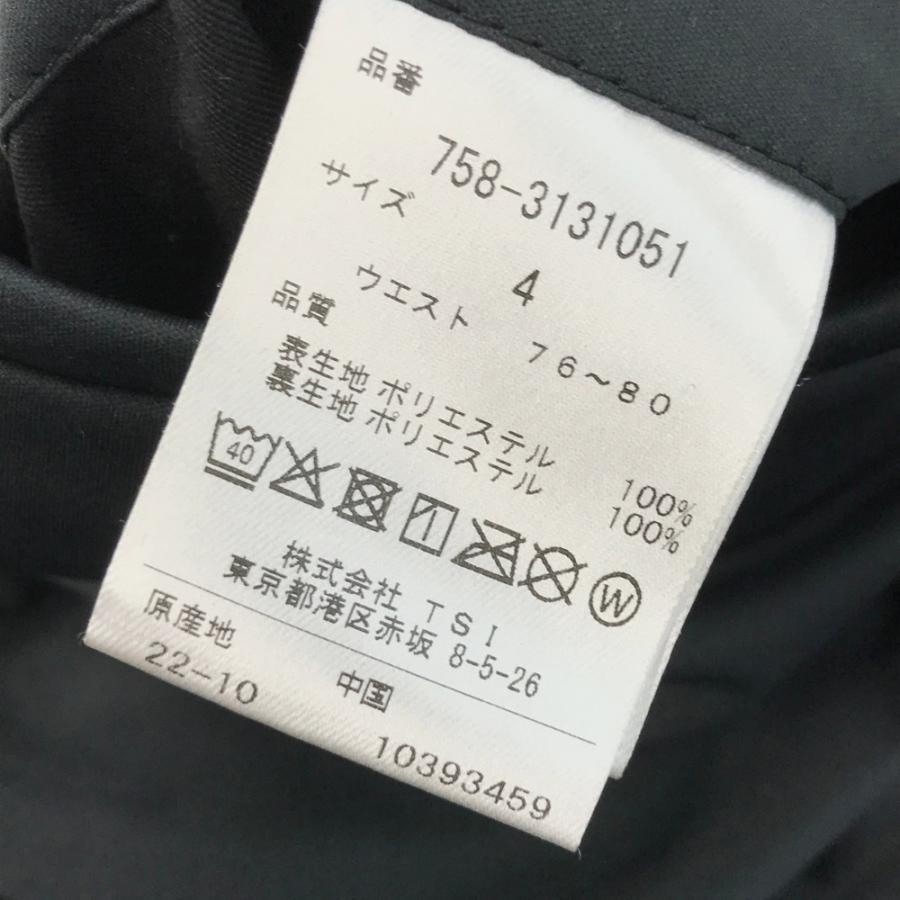 品番
758-3131051
サイズ
4
ウエスト 76～80
品質
表生地 ポリエステル 100%
裏生地 ポリエステル 100%
40 W
株式会社 TSI
東京都港区赤坂 8-5-26
原産地 中国
22-10 10393459